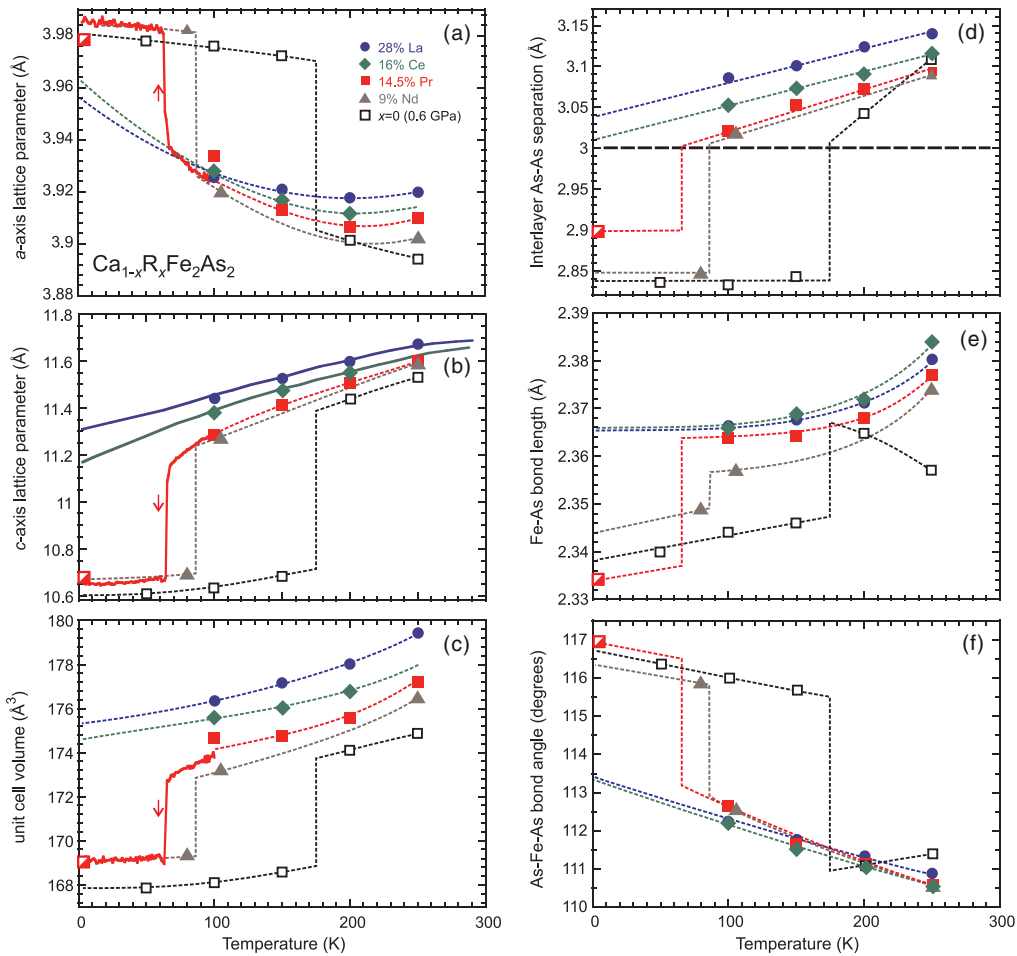 3.98
3.96
3.94
3.92
3.9
3.88
a-axis lattice parameter (Å)
(a)
28% La
16% Ce
14.5% Pr
9% Nd
x=0 (0.6 GPa)
Ca1-xRxFe2As2
11.8
11.6
11.4
11.2
11
10.8
10.6
c-axis lattice parameter (Å)
(b)
180
178
176
174
172
170
168
unit cell volume (Å3)
(c)
0
100
200
300
Temperature (K)
3.15
3.1
3.05
3
2.95
2.9
2.85
Interlayer As-As separation (Å)
(d)
2.39
2.38
2.37
2.36
2.35
2.34
2.33
Fe-As bond length (Å)
(e)
117
116
115
114
113
112
111
110
As-Fe-As bond angle (degrees)
(f)
0
100
200
300
Temperature (K)